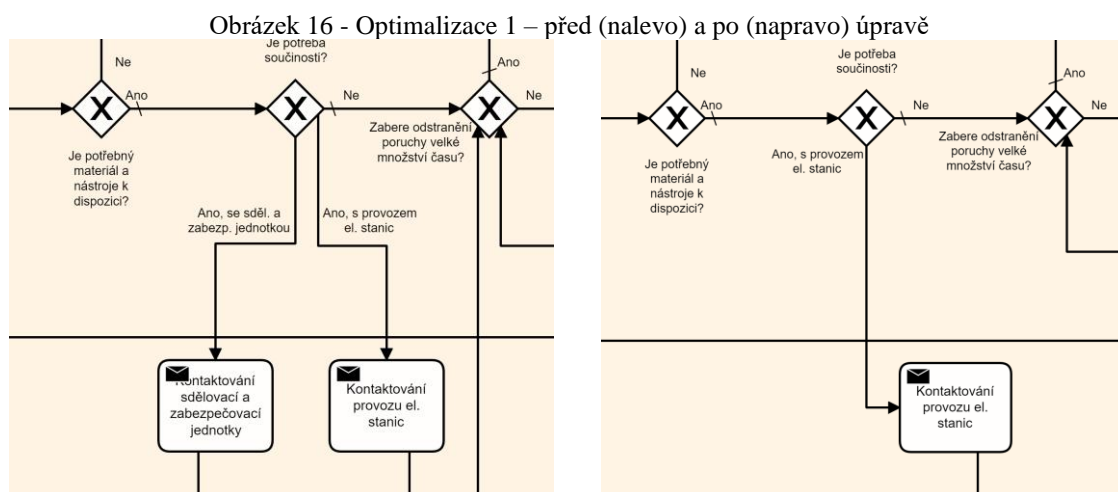 Obrázek 16 - Optimalizace 1 – před (nalevo) a po (napravo) úpravě
Ne
Je potřeba
součinosti?
Ano
Ano
Ne
Ne
Je potřebný
materiál a
nástroje k
dispozici?
Zabere odstranění
poruchy velké
množství času?
Ano, se sděl. a
zabezp. jednotkou
Ano, s provozem
el. stanic
Kontaktování
sdělovací a
zabezpečovací
jednotky
Kontaktování
provozu el.
stanic
Ne
Je potřeba
součinosti?
Ano
Ano
Ne
Ne
Je potřebný
materiál a
nástroje k
dispozici?
Ano, s provozem
el. stanic
Zabere odstranění
poruchy velké
množství času?
Kontaktování
provozu el.
stanic